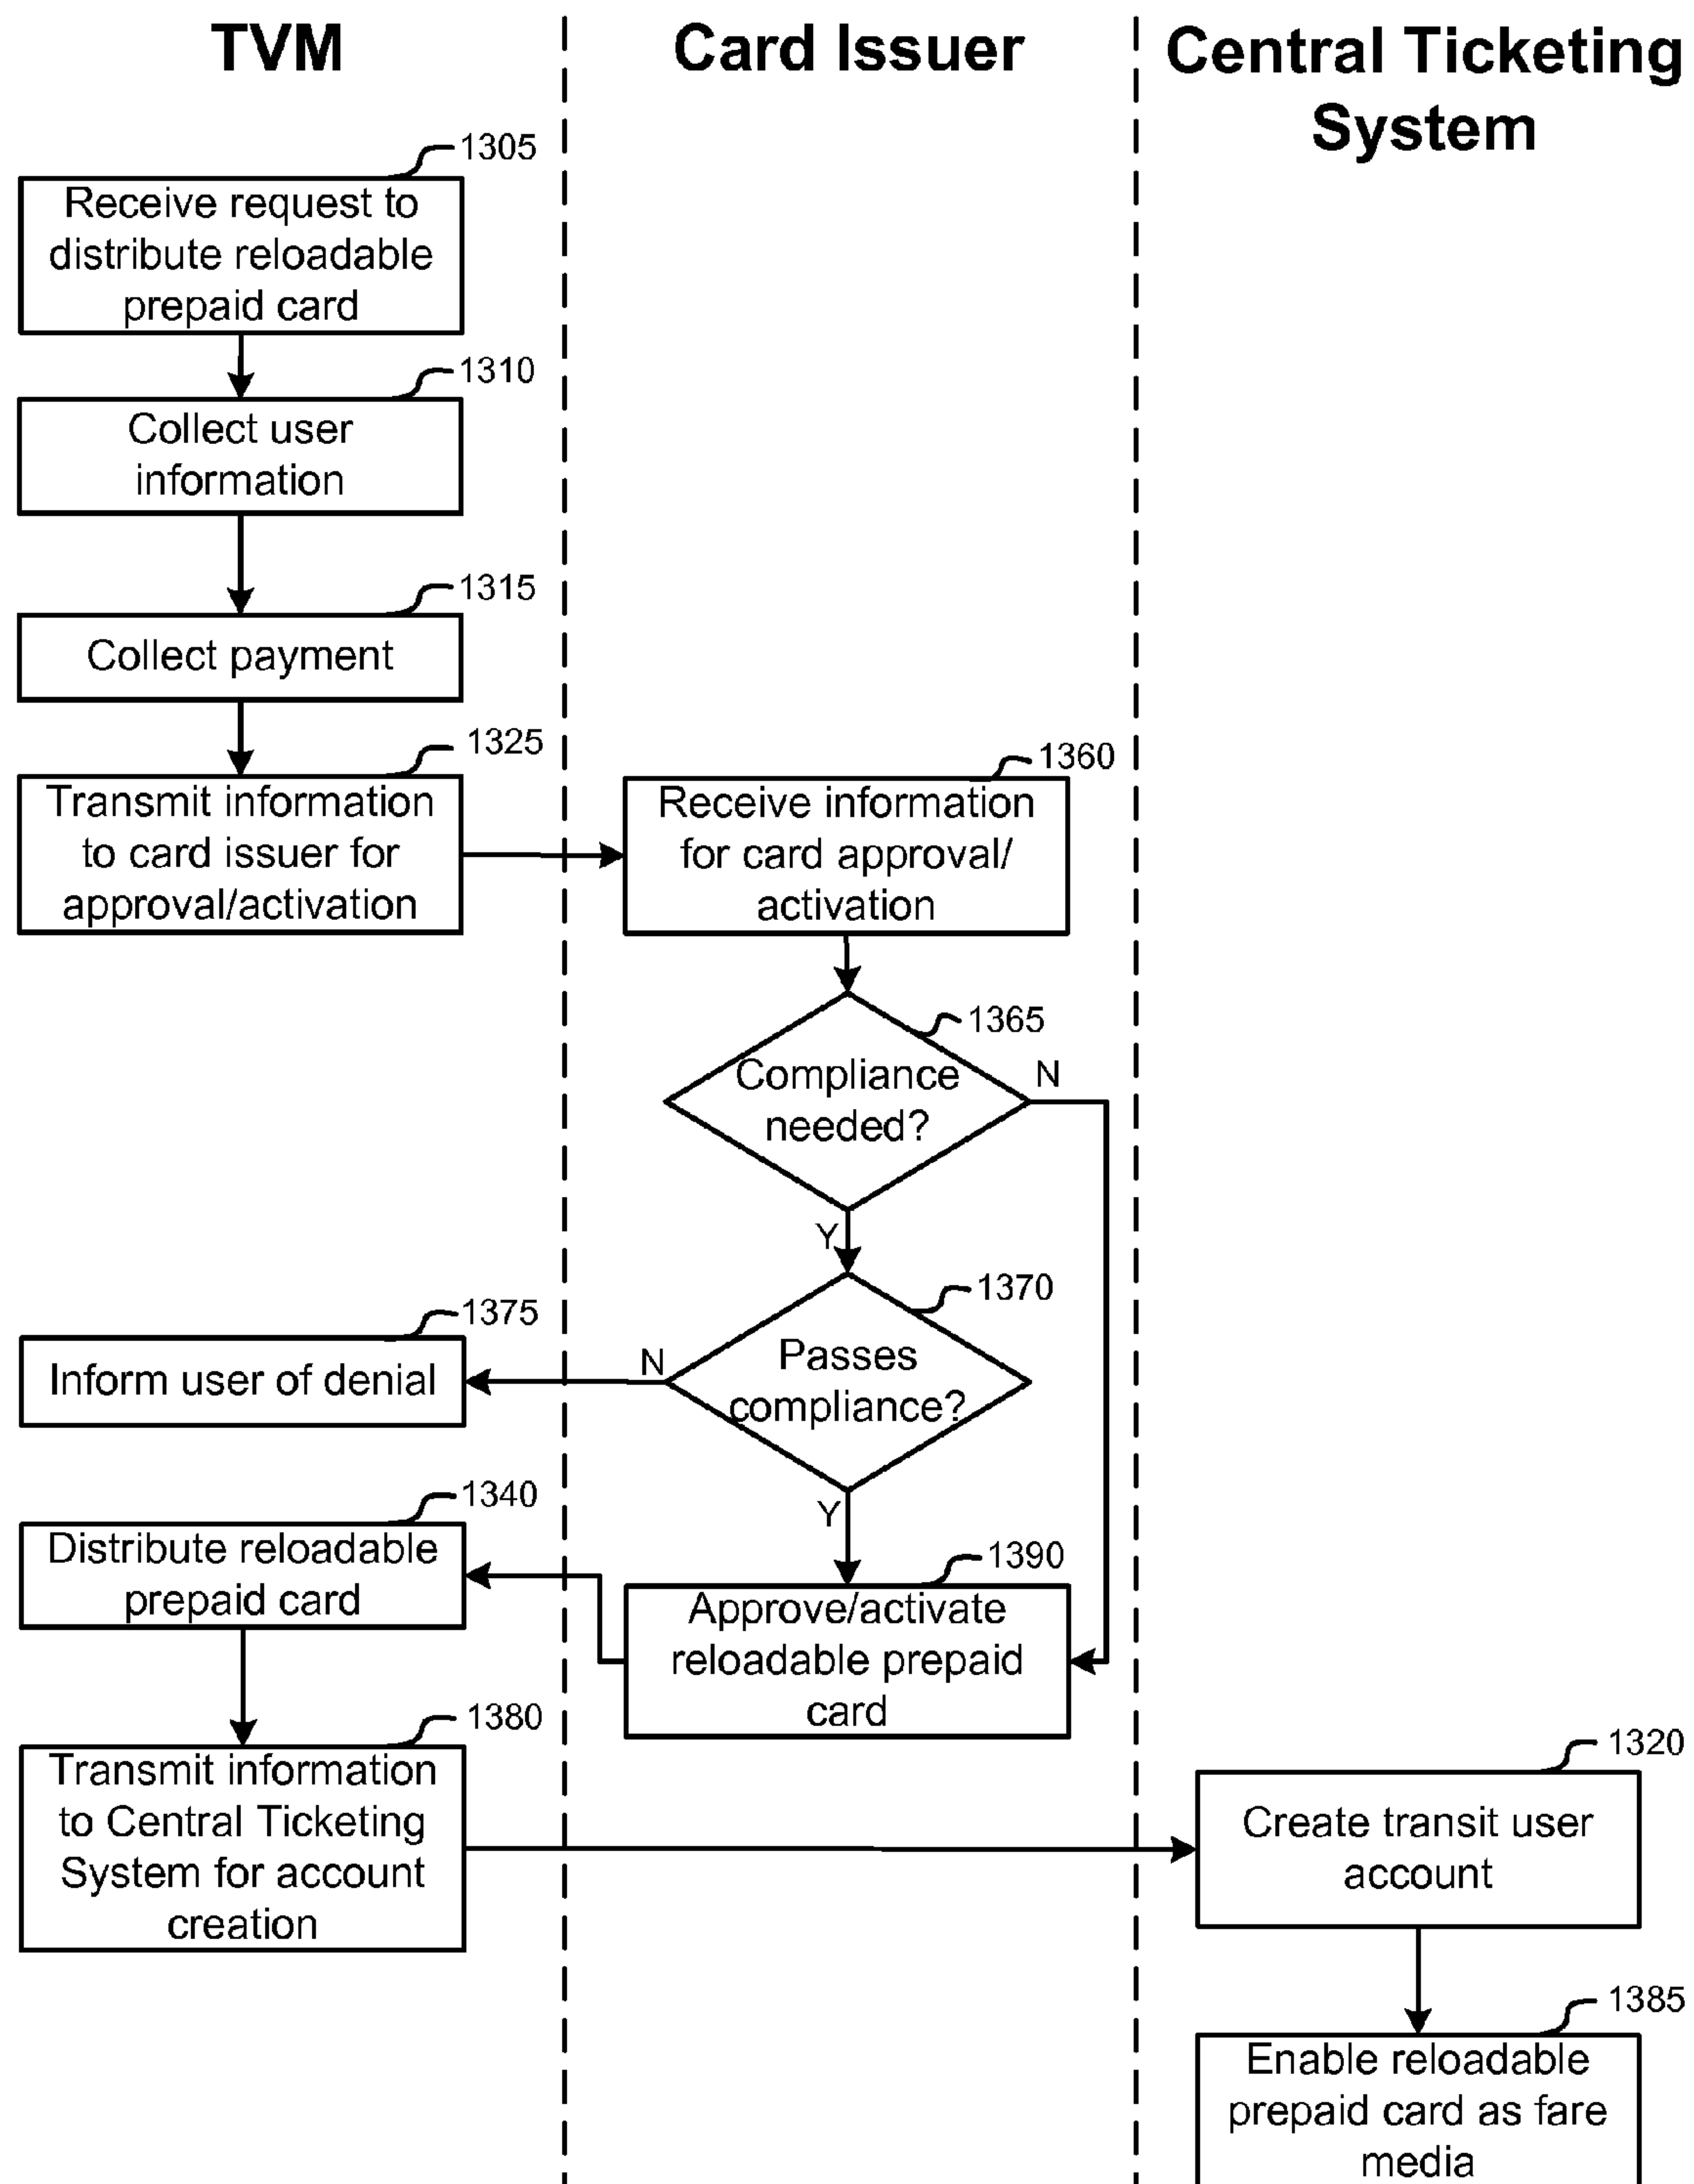 TVM
Card Issuer
Central Ticketing
System
1305
Receive request to
distribute reloadable
prepaid card
1310
Collect user
information
1315
Collect payment
1325
Transmit information
to card issuer for
approval/activation
1360
Receive information
for card approval/
activation
1365
Compliance
needed?
N
Y
1370
Passes
compliance?
N
Y
1375
Inform user of denial
1340
Distribute reloadable
prepaid card
1390
Approve/activate
reloadable prepaid
card
1380
Transmit information
to Central Ticketing
System for account
creation
1320
Create transit user
account
1385
Enable reloadable
prepaid card as fare
media